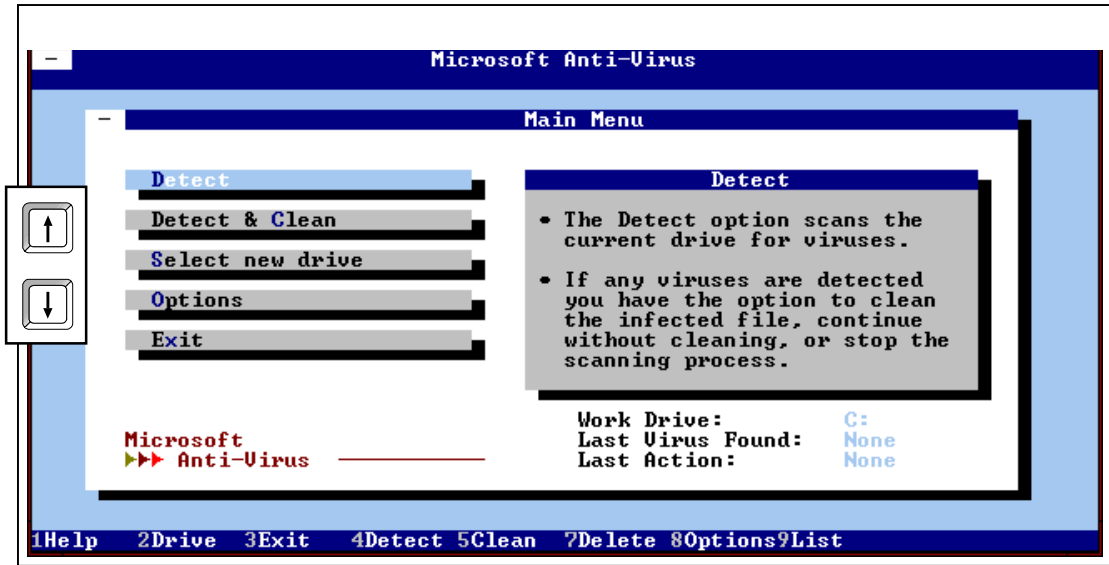 Microsoft Anti-Virus
Main Menu
Detect
Detect & Clean
Select new drive
Options
Exit
Detect
• The Detect option scans the
current drive for viruses.
• If any viruses are detected
you have the option to clean
the infected file, continue
without cleaning, or stop the
scanning process.
Work Drive: C:
Last Virus Found: None
Last Action: None
Microsoft
Anti-Virus
1Help 2Drive 3Exit 4Detect 5Clean 7Delete 8Options9List